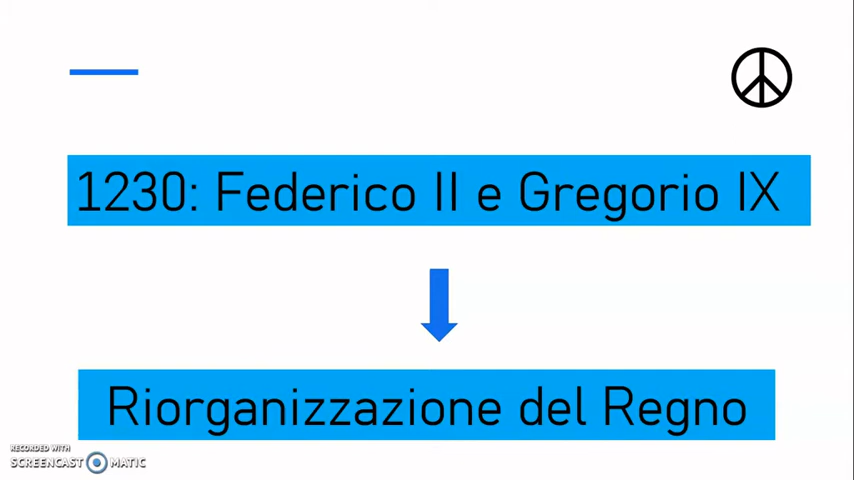 1230: Federico II e Gregorio IX
Riorganizzazione del Regno
RECORDED WITH
SCREENCAST MATIC